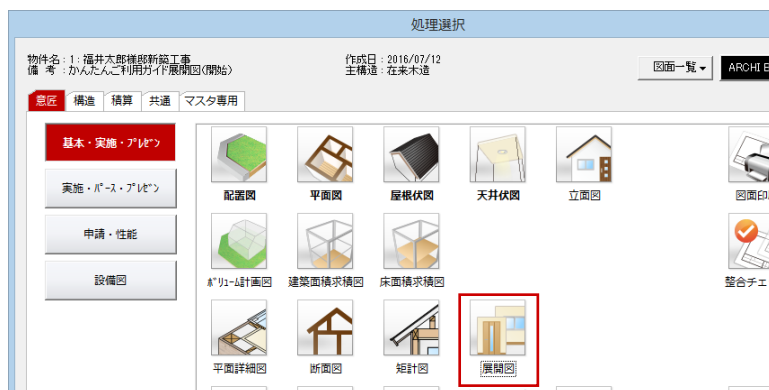 処理選択
物件名：1：福井太郎様邸新築工事
作成日：2016/07/12
備 考：かんたんご利用ガイド展開図(開始)
主構造：在来木造
図面一覧
ARCHI E
意匠 構造 積算 共通 マスタ専用
基本・実施・ﾌﾟﾚｾﾞﾝ
実施・ﾊﾟｰｽ・ﾌﾟﾚｾﾞﾝ
申請・性能
設備図
配置図 平面図 屋根伏図 天井伏図 立面図 図面印
ﾎﾞﾘｭｰﾑ計画図 建築面積求積図 床面積求積図 整合チェ
平面詳細図 断面図 矩計図 展開図